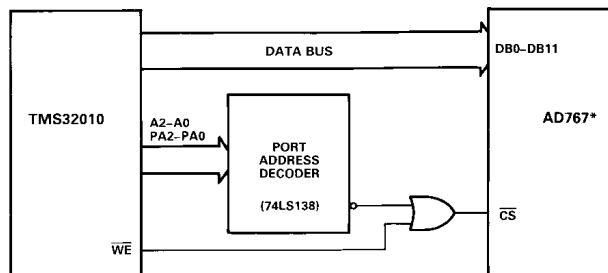 DATA BUS
DB0–DB11
TMS32010
A2–A0
PA2–PA0
PORT
ADDRESS
DECODER
(74LS138)
AD767*
WE
CS